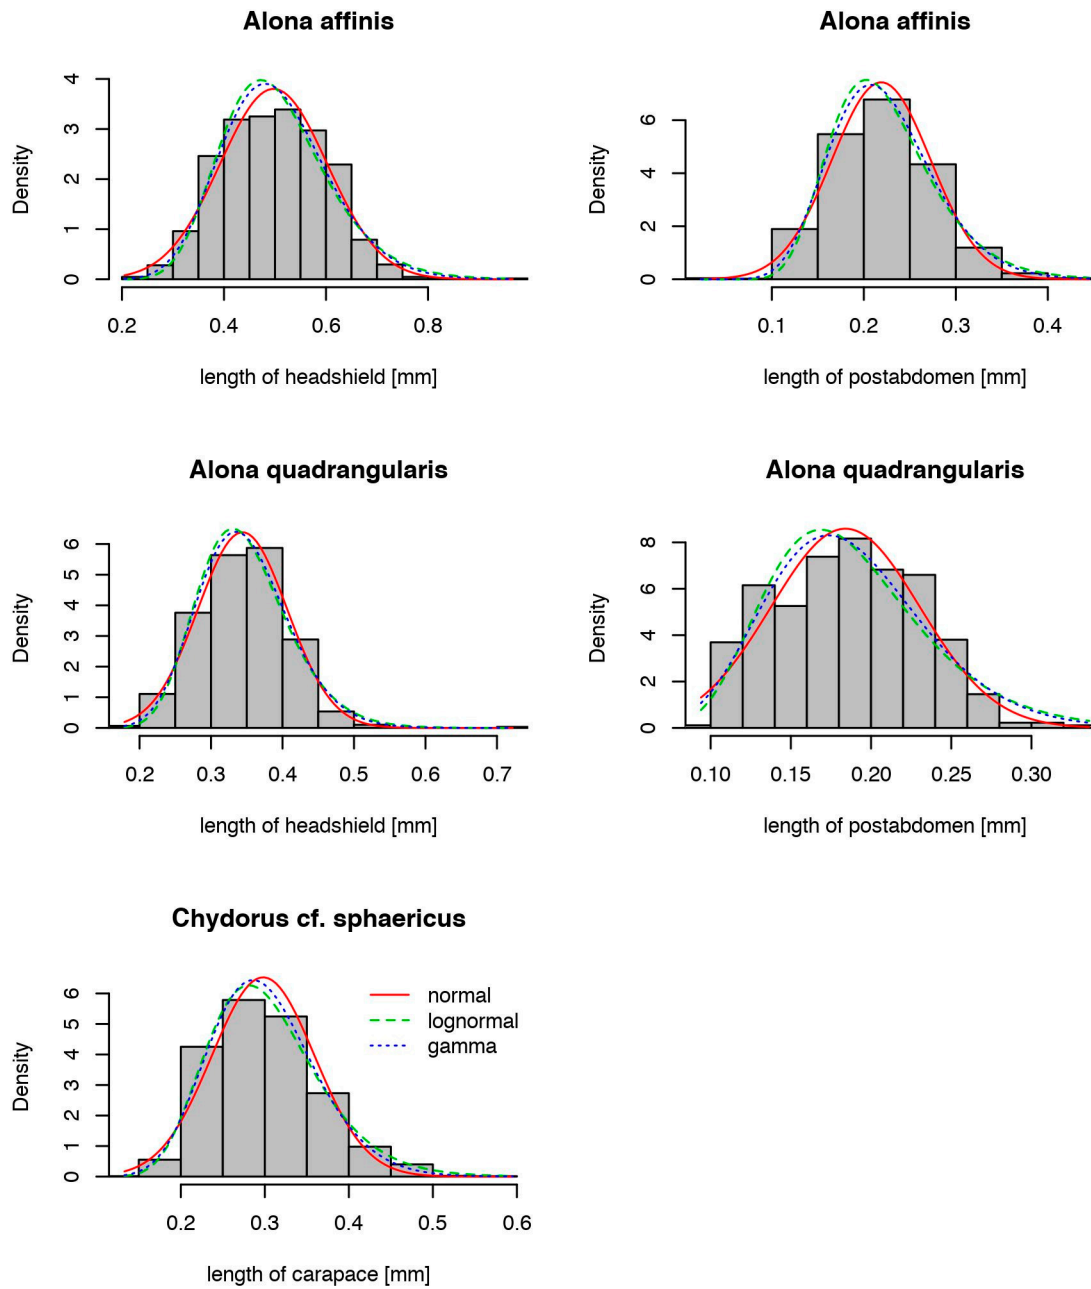 Alona affinis
Density
0
1
2
3
4
0.2 0.4 0.6 0.8
length of headshield [mm]
Alona affinis
Density
0
2
4
6
0.1 0.2 0.3 0.4
length of postabdomen [mm]
Alona quadrangularis
Density
0
1
2
3
4
5
6
0.2 0.3 0.4 0.5 0.6 0.7
length of headshield [mm]
Alona quadrangularis
Density
0
2
4
6
8
0.10 0.15 0.20 0.25 0.30
length of postabdomen [mm]
Chydorus cf. sphaericus
Density
0
1
2
3
4
5
6
normal
lognormal
gamma
0.2 0.3 0.4 0.5 0.6
length of carapace [mm]